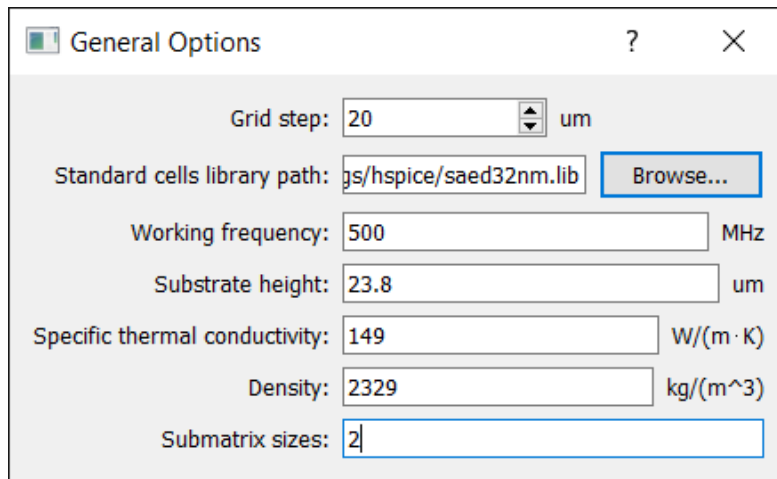 General Options ?
Grid step: 20 um
Standard cells library path: gs/hspice/saed32nm.lib Browse...
Working frequency: 500 MHz
Substrate height: 23.8 um
Specific thermal conductivity: 149 W/(m·K)
Density: 2329 kg/(m^3)
Submatrix sizes: 2